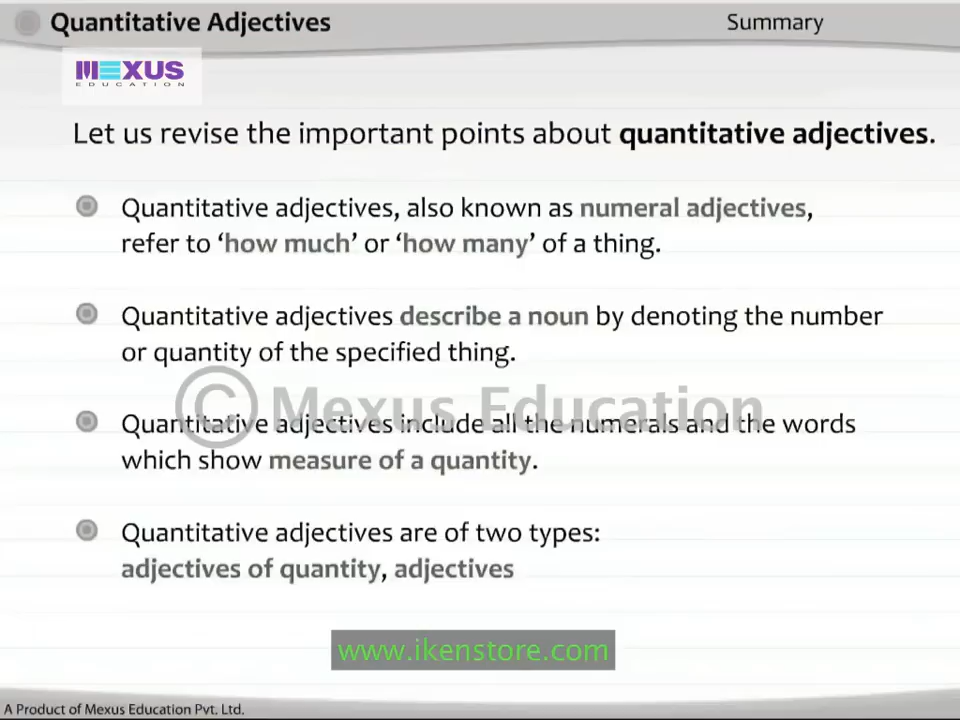 Quantitative Adjectives
Summary
MEXUS
EDUCATION
Let us revise the important points about quantitative adjectives.
Quantitative adjectives, also known as numeral adjectives,
refer to ‘how much’ or ‘how many’ of a thing.
Quantitative adjectives describe a noun by denoting the number
or quantity of the specified thing.
© Mexus Education
Quantitative adjectives include all the numerals and the words
which show measure of a quantity.
Quantitative adjectives are of two types:
adjectives of quantity, adjectives
www.ikenstore.com
A Product of Mexus Education Pvt. Ltd.